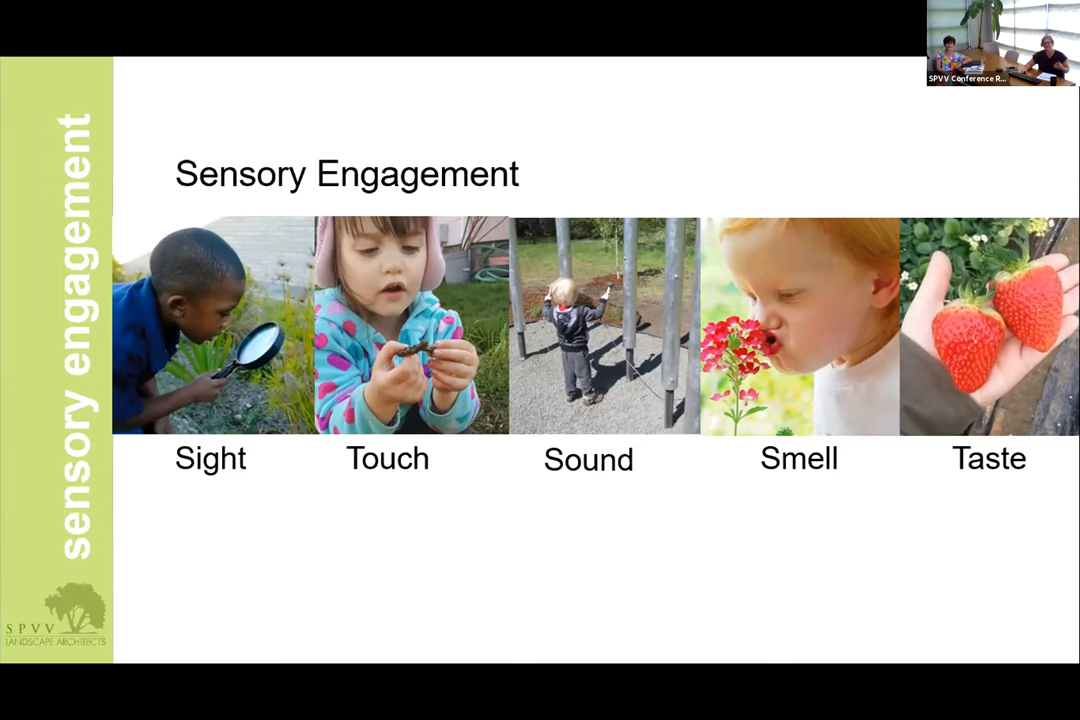 SPVV Conference R...
sensory engagement
Sensory Engagement
Sight
Touch
Sound
Smell
Taste
SPVV
LANDSCAPE ARCHITECTS